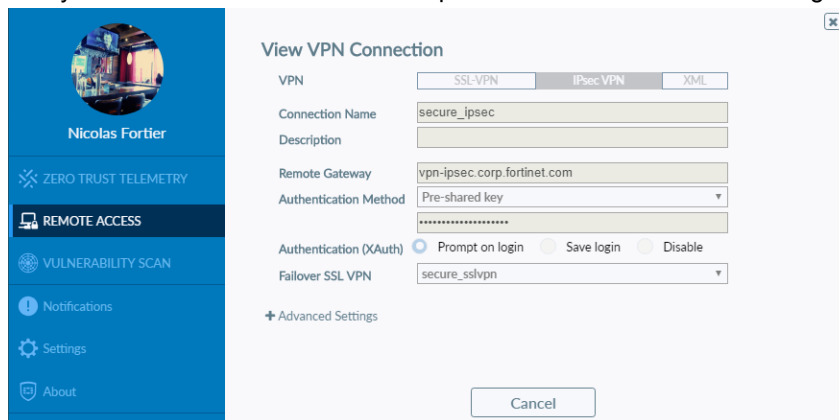 Nicolas Fortier
ZERO TRUST TELEMETRY
REMOTE ACCESS
VULNERABILITY SCAN
Notifications
Settings
About
View VPN Connection
VPN SSL-VPN IPsec VPN XML
Connection Name secure_ipsec
Description
Remote Gateway vpn-ipsec.corp.fortinet.com
Authentication Method Pre-shared key
••••••••••••••••••••
Authentication (XAuth) Prompt on login Save login Disable
Failover SSL VPN secure_sslvpn
+ Advanced Settings
Cancel